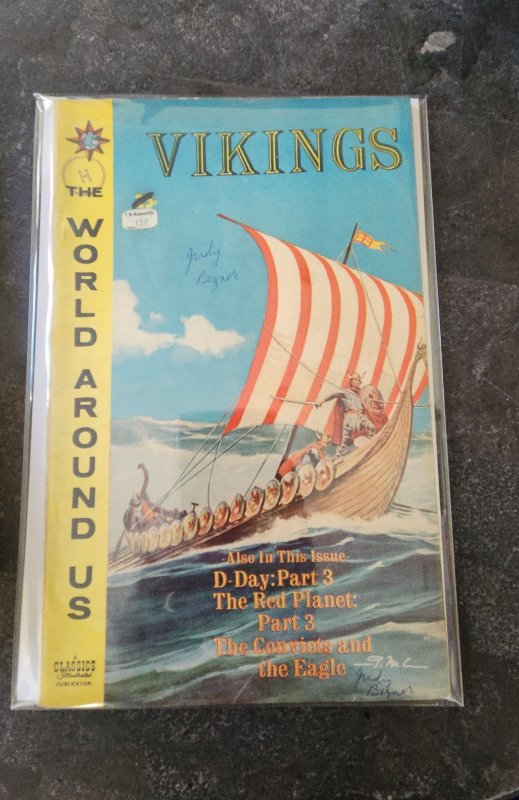 VIKINGS
H
THE WORLD AROUND US
15¢
Judy
Bezner
Also In This Issue
D-Day: Part 3
The Red Planet:
Part 3
The Convicts and
the Eagle
Judy
Bezner
A
CLASSICS
Illustrated
PUBLICATION